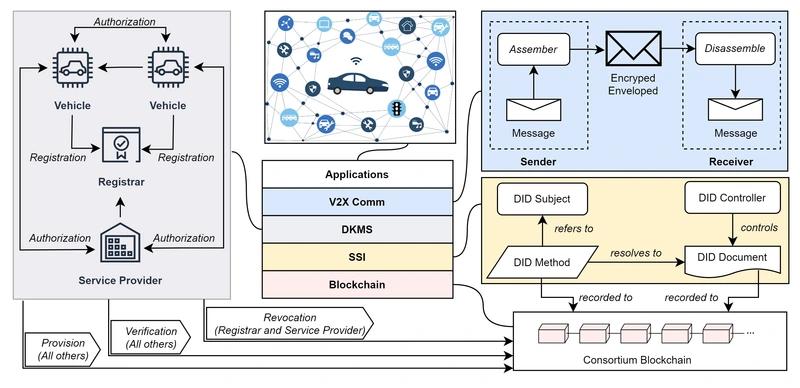 Authorization
Vehicle
Vehicle
Registration
Registration
Registrar
Authorization
Authorization
Service Provider
Provision
(All others)
Verification
(All others)
Revocation
(Registrar and Service Provider)
Applications
V2X Comm
DKMS
SSI
Blockchain
Assember
Encryped
Enveloped
Disassemble
Message
Message
Sender
Receiver
DID Subject
DID Controller
refers to
controls
DID Method
resolves to
DID Document
recorded to
recorded to
...
Consortium Blockchain